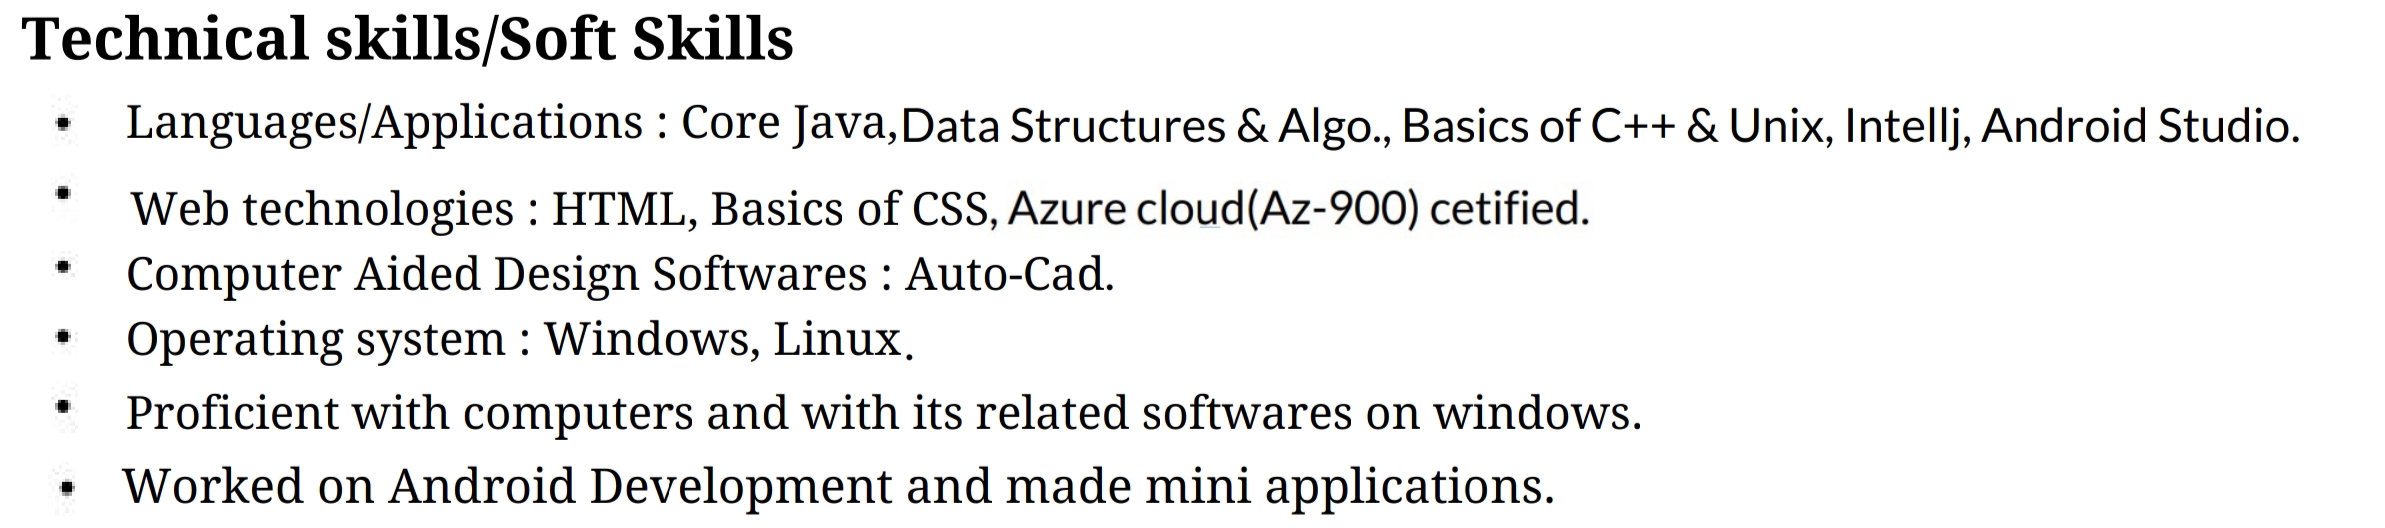 Technical skills/Soft Skills
• Languages/Applications : Core Java,Data Structures & Algo., Basics of C++ & Unix, Intellj, Android Studio.
• Web technologies : HTML, Basics of CSS, Azure cloud(Az-900) cetified.
• Computer Aided Design Softwares : Auto-Cad.
• Operating system : Windows, Linux.
• Proficient with computers and with its related softwares on windows.
• Worked on Android Development and made mini applications.